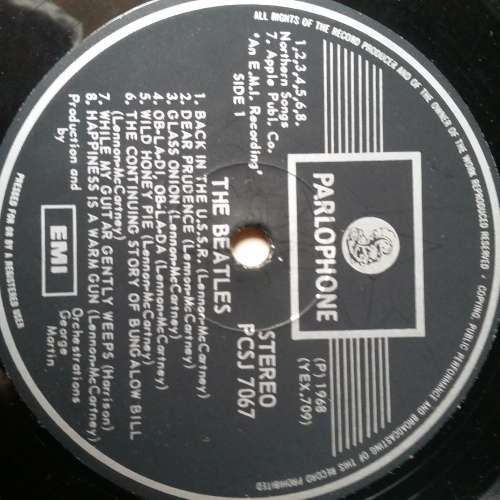 ALL RIGHTS OF THE RECORD PRODUCER AND OF THE OWNER OF THE WORK REPRODUCED RESERVED · COPYING, PUBLIC PERFORMANCE AND BROADCASTING OF THIS RECORD PROHIBITED
PRESSED FOR OR BY A REGISTERED USER
PARLOPHONE
1,2,3,4,5,6,8.
Northern Songs
7. Apple Publ. Co.
"An E.M.I. Recording"
SIDE 1
(P) 1968
(YEX.709)
STEREO
PCSJ 7067
THE BEATLES
1. BACK IN THE U.S.S.R. (Lennon-McCartney)
2. DEAR PRUDENCE (Lennon-McCartney)
3. GLASS ONION (Lennon-McCartney)
4. OB-LA-DI, OB-LA-DA (Lennon-McCartney)
5. WILD HONEY PIE (Lennon-McCartney)
6. THE CONTINUING STORY OF BUNGALOW BILL
(Lennon-McCartney)
7. WHILE MY GUITAR GENTLY WEEPS (Harrison)
8. HAPPINESS IS A WARM GUN (Lennon-McCartney)
Production and Orchestrations
by George
Martin
EMI